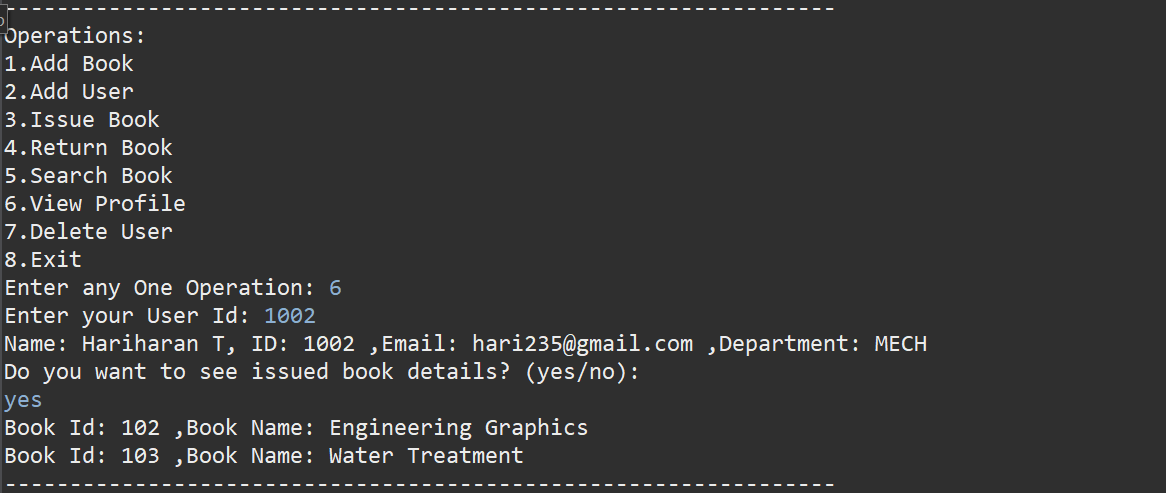 --------------------------------------------------------------
Operations:
1.Add Book
2.Add User
3.Issue Book
4.Return Book
5.Search Book
6.View Profile
7.Delete User
8.Exit
Enter any One Operation: 6
Enter your User Id: 1002
Name: Hariharan T, ID: 1002 ,Email: hari235@gmail.com ,Department: MECH
Do you want to see issued book details? (yes/no):
yes
Book Id: 102 ,Book Name: Engineering Graphics
Book Id: 103 ,Book Name: Water Treatment
--------------------------------------------------------------